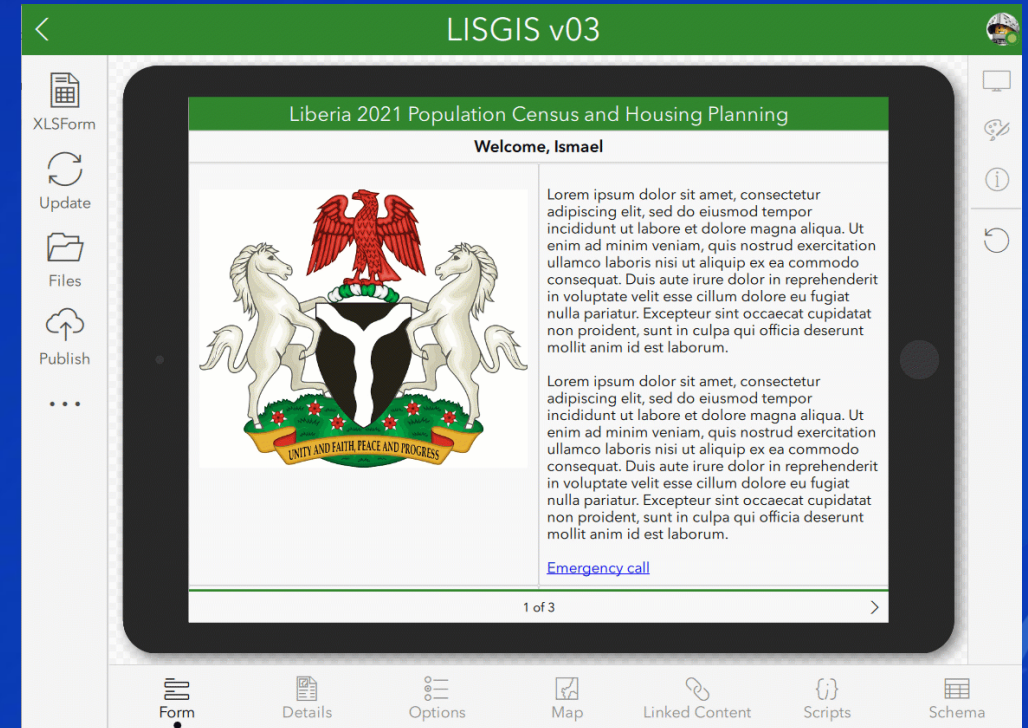 LISGIS v03
XLSForm
Update
Files
Publish
Liberia 2021 Population Census and Housing Planning
Welcome, Ismael
UNITY AND FAITH, PEACE AND PROGRESS
Lorem ipsum dolor sit amet, consectetur
adipiscing elit, sed do eiusmod tempor
incididunt ut labore et dolore magna aliqua. Ut
enim ad minim veniam, quis nostrud exercitation
ullamco laboris nisi ut aliquip ex ea commodo
consequat. Duis aute irure dolor in reprehenderit
in voluptate velit esse cillum dolore eu fugiat
nulla pariatur. Excepteur sint occaecat cupidatat
non proident, sunt in culpa qui officia deserunt
mollit anim id est laborum.
Lorem ipsum dolor sit amet, consectetur
adipiscing elit, sed do eiusmod tempor
incididunt ut labore et dolore magna aliqua. Ut
enim ad minim veniam, quis nostrud exercitation
ullamco laboris nisi ut aliquip ex ea commodo
consequat. Duis aute irure dolor in reprehenderit
in voluptate velit esse cillum dolore eu fugiat
nulla pariatur. Excepteur sint occaecat cupidatat
non proident, sunt in culpa qui officia deserunt
mollit anim id est laborum.
Emergency call
1 of 3
Form
Details
Options
Map
Linked Content
Scripts
Schema